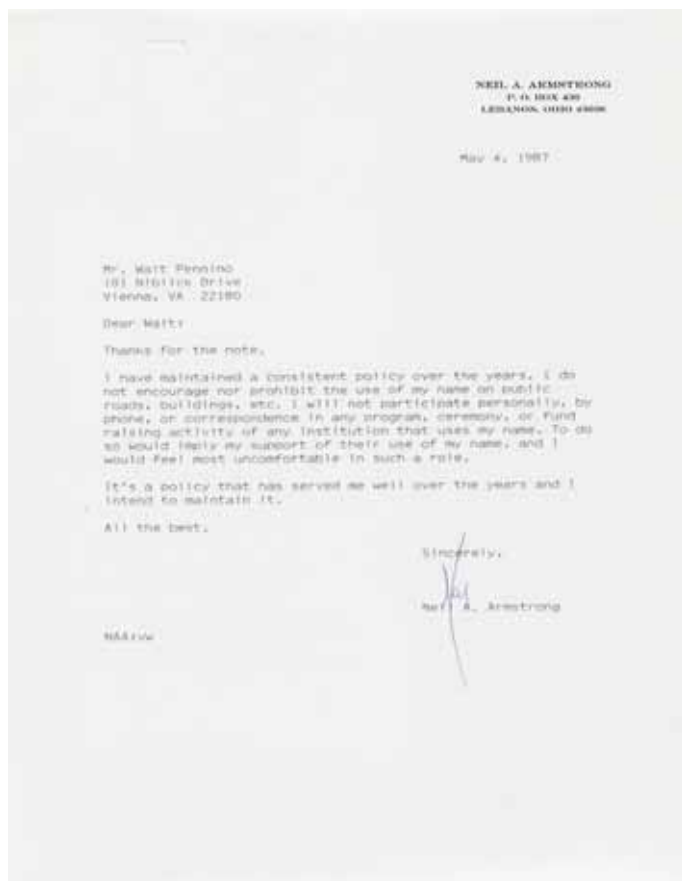 NEIL A. ARMSTRONG
P. O. BOX 436
LEBANON, OHIO 45036
May 4, 1987
Mr. Walt Pennino
Niblick Drive
Vienna, VA 22180
Dear Walt:
Thanks for the note.
I have maintained a consistent policy over the years. I do
not encourage nor prohibit the use of my name on public
roads, buildings, etc. I will not participate personally, by
phone, or correspondence in any program, ceremony, or fund
raising activity of any institution that uses my name. To do
so would imply my support of their use of my name, and I
would feel most uncomfortable in such a role.
It's a policy that has served me well over the years and I
intend to maintain it.
All the best.
Sincerely,
Neil
Neil A. Armstrong
NAA:vw